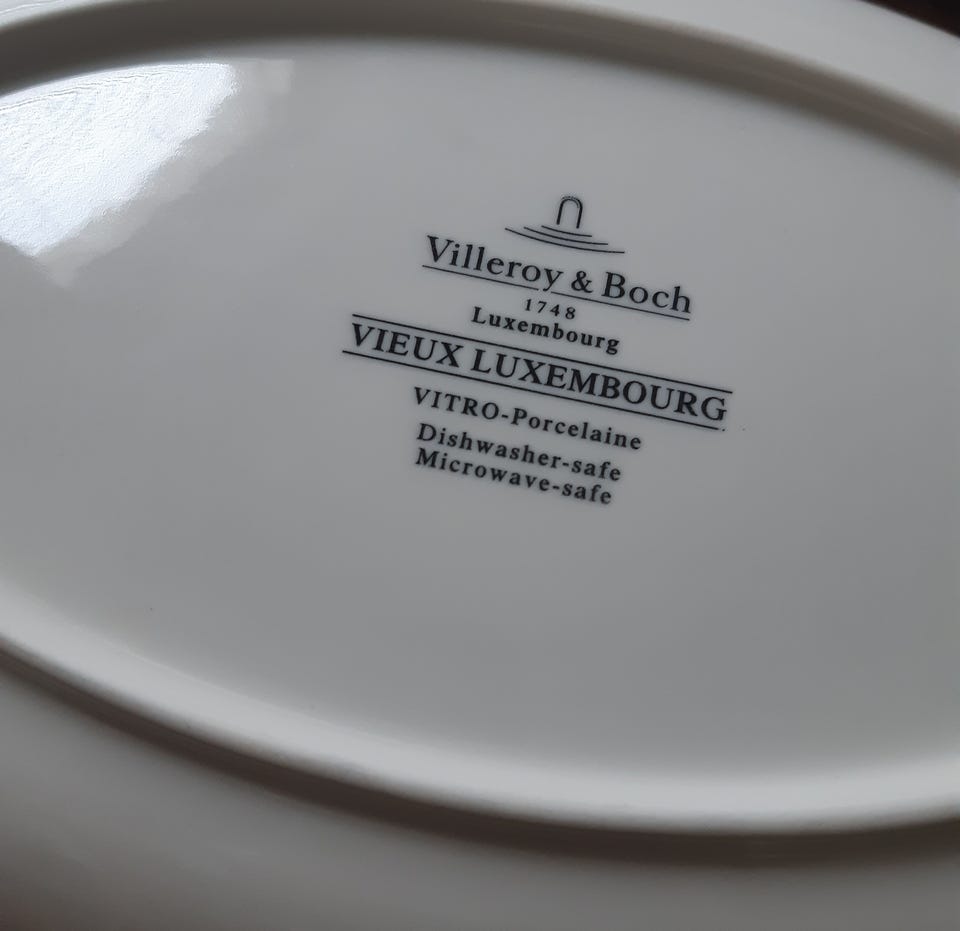 Villeroy & Boch
1748
Luxembourg
VIEUX LUXEMBOURG
VITRO-Porcelaine
Dishwasher-safe
Microwave-safe